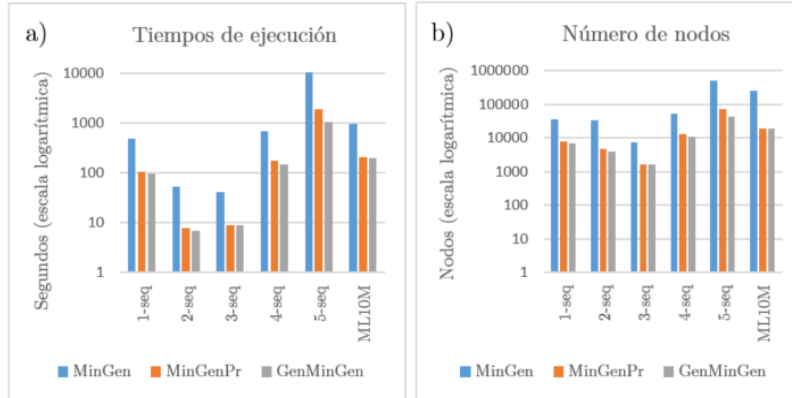 a)
Tiempos de ejecución
Segundos (escala logarítmica)
10000
1000
100
10
1
1-seq
2-seq
3-seq
4-seq
5-seq
ML10M
MinGen MinGenPr GenMinGen
b)
Número de nodos
Nodos (escala logarítmica)
1000000
100000
10000
1000
100
10
1
1-seq
2-seq
3-seq
4-seq
5-seq
ML10M
MinGen MinGenPr GenMinGen